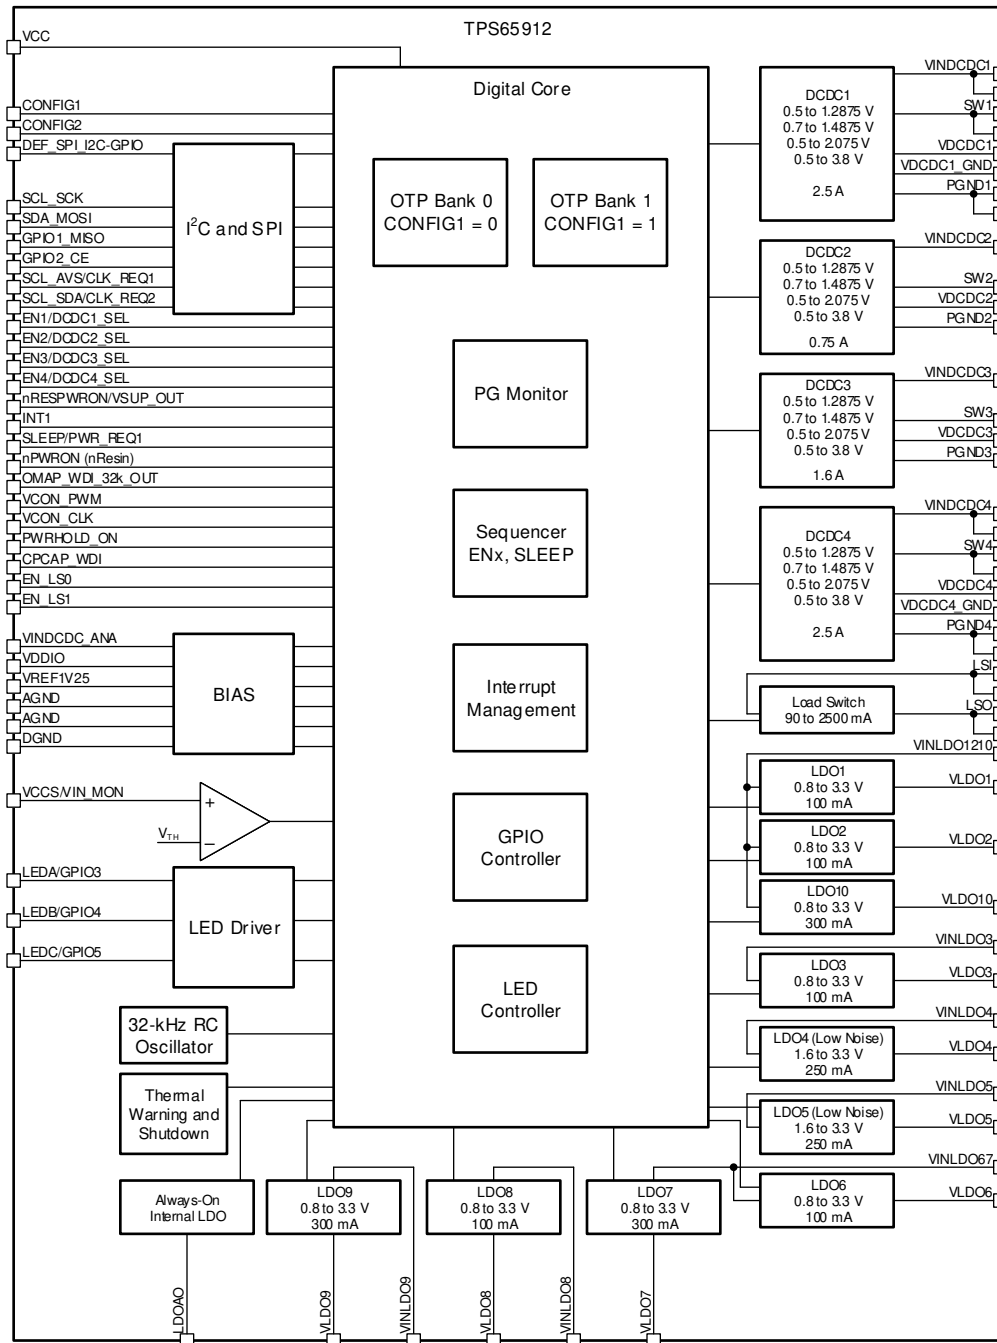 TPS65912
VCC
Digital Core
CONFIG1
CONFIG2
DEF_SPI_I2C-GPIO
SCL_SCK
SDA_MOSI
GPIO1_MISO
GPIO2_CE
SCL_AVS/CLK_REQ1
SCL_SDA/CLK_REQ2
I²C and SPI
EN1/DCDC1_SEL
EN2/DCDC2_SEL
EN3/DCDC3_SEL
EN4/DCDC4_SEL
nRESPWRON/VSUP_OUT
INT1
SLEEP/PWR_REQ1
nPWRON (nResin)
OMAP_WDI_32k_OUT
VCON_PWM
VCON_CLK
PWRHOLD_ON
CPCAP_WDI
EN_LS0
EN_LS1
VINDCDC_ANA
VDDIO
VREF1V25
AGND
AGND
DGND
BIAS
VCCS/VIN_MON
+
VTH
−
LEDA/GPIO3
LEDB/GPIO4
LEDC/GPIO5
LED Driver
32-kHz RC
Oscillator
Thermal
Warning and
Shutdown
Always-On
Internal LDO
LDOAO
OTP Bank 0
CONFIG1 = 0
OTP Bank 1
CONFIG1 = 1
PG Monitor
Sequencer
ENx, SLEEP
Interrupt
Management
GPIO
Controller
LED
Controller
DCDC1
0.5 to 1.2875 V
0.7 to 1.4875 V
0.5 to 2.075 V
0.5 to 3.8 V
2.5 A
VINDCDC1
SW1
VDCDC1
VDCDC1_GND
PGND1
DCDC2
0.5 to 1.2875 V
0.7 to 1.4875 V
0.5 to 2.075 V
0.5 to 3.8 V
0.75 A
VINDCDC2
SW2
VDCDC2
PGND2
DCDC3
0.5 to 1.2875 V
0.7 to 1.4875 V
0.5 to 2.075 V
0.5 to 3.8 V
1.6 A
VINDCDC3
SW3
VDCDC3
PGND3
DCDC4
0.5 to 1.2875 V
0.7 to 1.4875 V
0.5 to 2.075 V
0.5 to 3.8 V
2.5 A
VINDCDC4
SW4
VDCDC4
VDCDC4_GND
PGND4
LSI
Load Switch
90 to 2500 mA
LSO
VINLDO1210
LDO1
0.8 to 3.3 V
100 mA
VLDO1
LDO2
0.8 to 3.3 V
100 mA
VLDO2
LDO10
0.8 to 3.3 V
300 mA
VLDO10
VINLDO3
LDO3
0.8 to 3.3 V
100 mA
VLDO3
VINLDO4
LDO4 (Low Noise)
1.6 to 3.3 V
250 mA
VLDO4
VINLDO5
LDO5 (Low Noise)
1.6 to 3.3 V
250 mA
VLDO5
VINLDO67
LDO6
0.8 to 3.3 V
100 mA
VLDO6
LDO9
0.8 to 3.3 V
300 mA
VLDO9
VINLDO9
LDO8
0.8 to 3.3 V
100 mA
VLDO8
VINLDO8
LDO7
0.8 to 3.3 V
300 mA
VLDO7